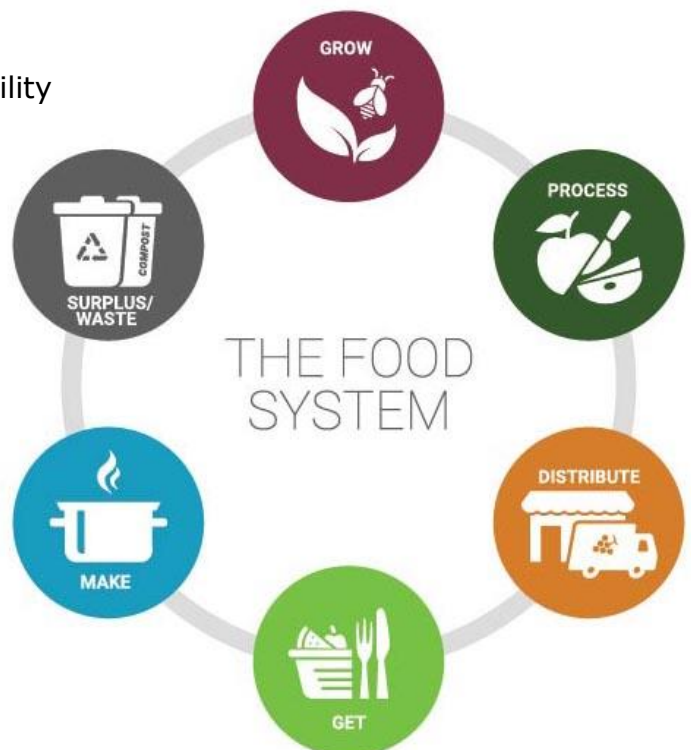 ility
GROW
PROCESS
COMPOST
SURPLUS/
WASTE
THE FOOD
SYSTEM
DISTRIBUTE
MAKE
GET